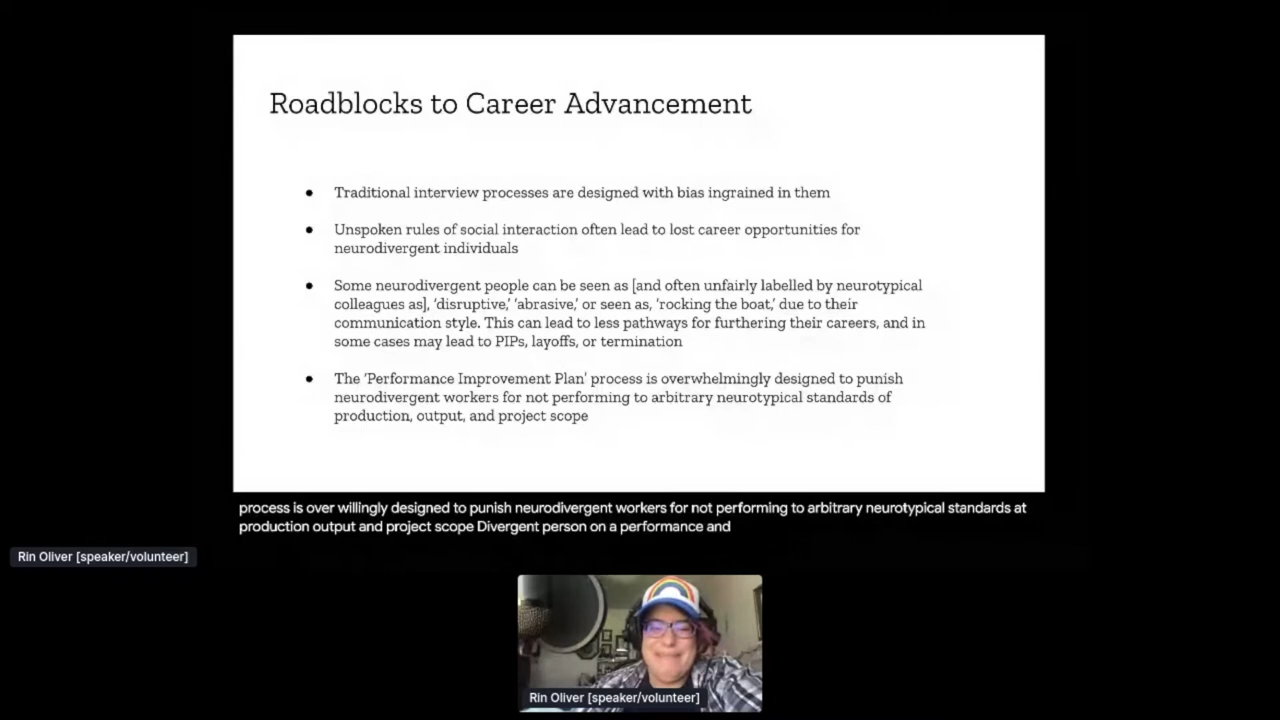 Roadblocks to Career Advancement
● Traditional interview processes are designed with bias ingrained in them
● Unspoken rules of social interaction often lead to lost career opportunities for
neurodivergent individuals
● Some neurodivergent people can be seen as [and often unfairly labelled by neurotypical
colleagues as], 'disruptive,' 'abrasive,' or seen as, 'rocking the boat,' due to their
communication style. This can lead to less pathways for furthering their careers, and in
some cases may lead to PIPs, layoffs, or termination
● The 'Performance Improvement Plan' process is overwhelmingly designed to punish
neurodivergent workers for not performing to arbitrary neurotypical standards of
production, output, and project scope
process is over willingly designed to punish neurodivergent workers for not performing to arbitrary neurotypical standards at
production output and project scope Divergent person on a performance and
Rin Oliver [speaker/volunteer]
Rin Oliver [speaker/volunteer]